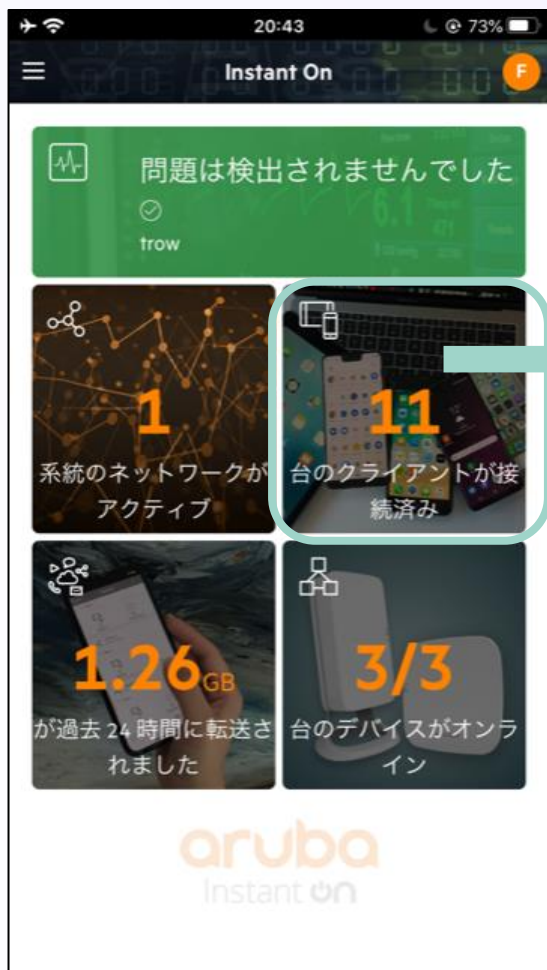 20:43
73%
Instant On
F
問題は検出されませんでした
trow
1
系統のネットワークが
アクティブ
11
台のクライアントが接
続済み
1.26 GB
が過去 24 時間に転送さ
れました
3/3
台のデバイスがオンラ
イン
aruba
Instant On